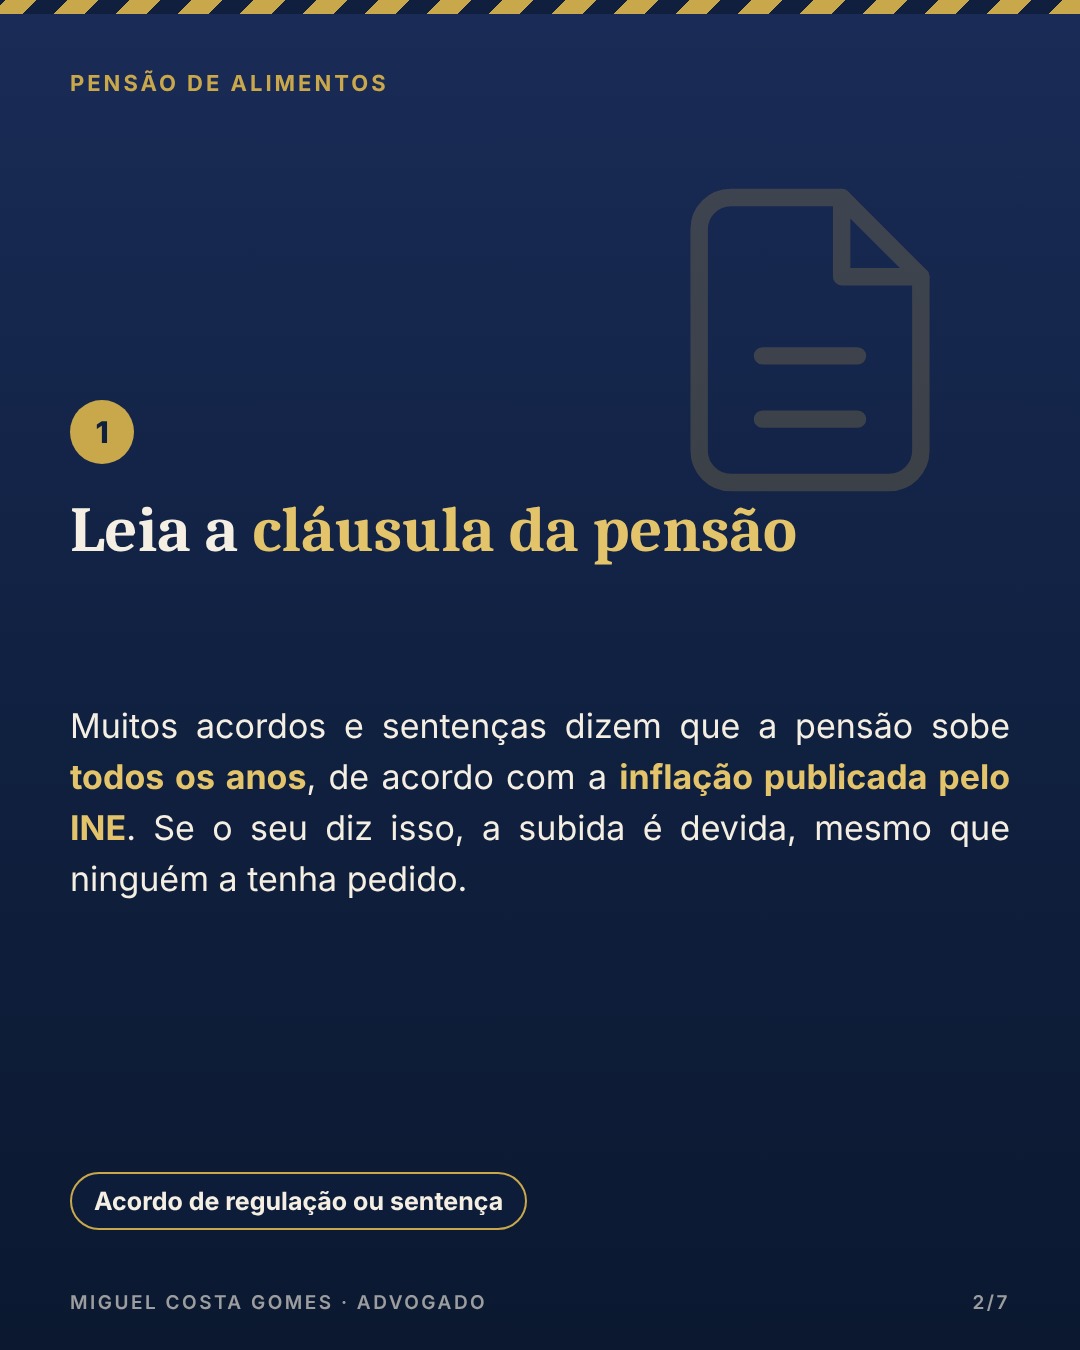 PENSÃO DE ALIMENTOS
1
Leia a cláusula da pensão
Muitos acordos e sentenças dizem que a pensão sobe
todos os anos, de acordo com a inflação publicada pelo
INE. Se o seu diz isso, a subida é devida, mesmo que
ninguém a tenha pedido.
Acordo de regulação ou sentença
MIGUEL COSTA GOMES · ADVOGADO
2/7